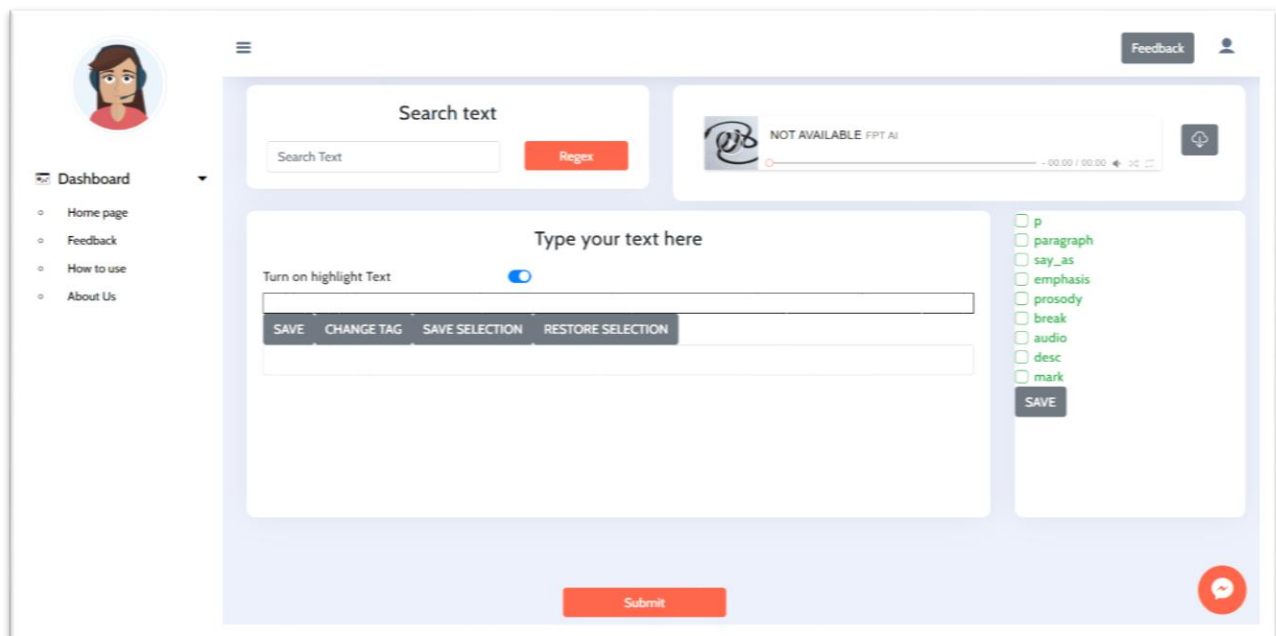 Feedback
Dashboard
Home page
Feedback
How to use
About Us
Search text
Search Text
Regex
NOT AVAILABLE FPT AI
- 00:00 / 00:00
Type your text here
Turn on highlight Text
SAVE CHANGE TAG SAVE SELECTION RESTORE SELECTION
p
paragraph
say_as
emphasis
prosody
break
audio
desc
mark
SAVE
Submit